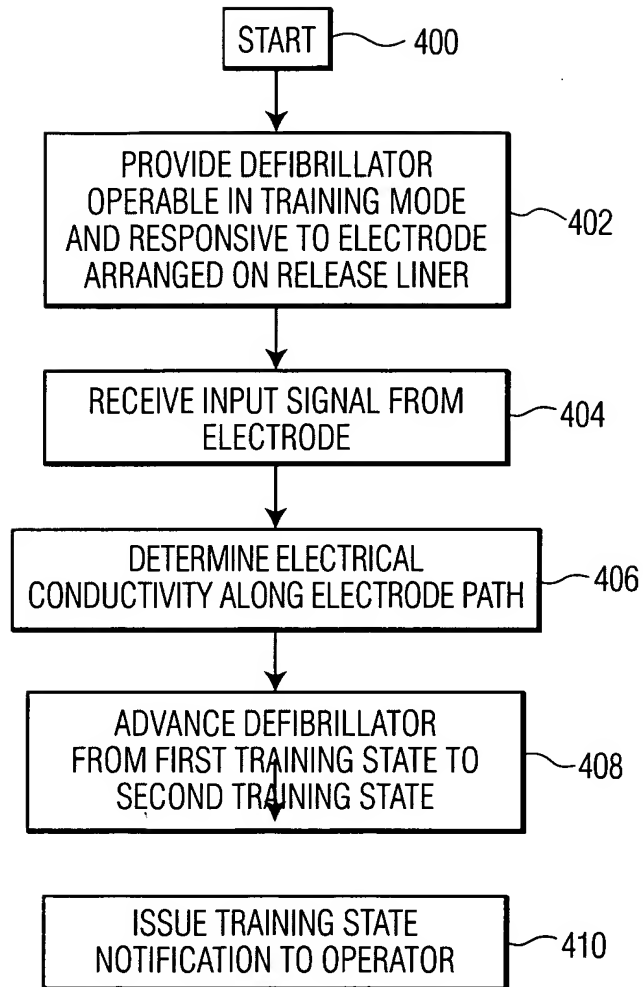 START
400
PROVIDE DEFIBRILLATOR
OPERABLE IN TRAINING MODE
AND RESPONSIVE TO ELECTRODE
ARRANGED ON RELEASE LINER
402
RECEIVE INPUT SIGNAL FROM
ELECTRODE
404
DETERMINE ELECTRICAL
CONDUCTIVITY ALONG ELECTRODE PATH
406
ADVANCE DEFIBRILLATOR
FROM FIRST TRAINING STATE TO
SECOND TRAINING STATE
408
ISSUE TRAINING STATE
NOTIFICATION TO OPERATOR
410